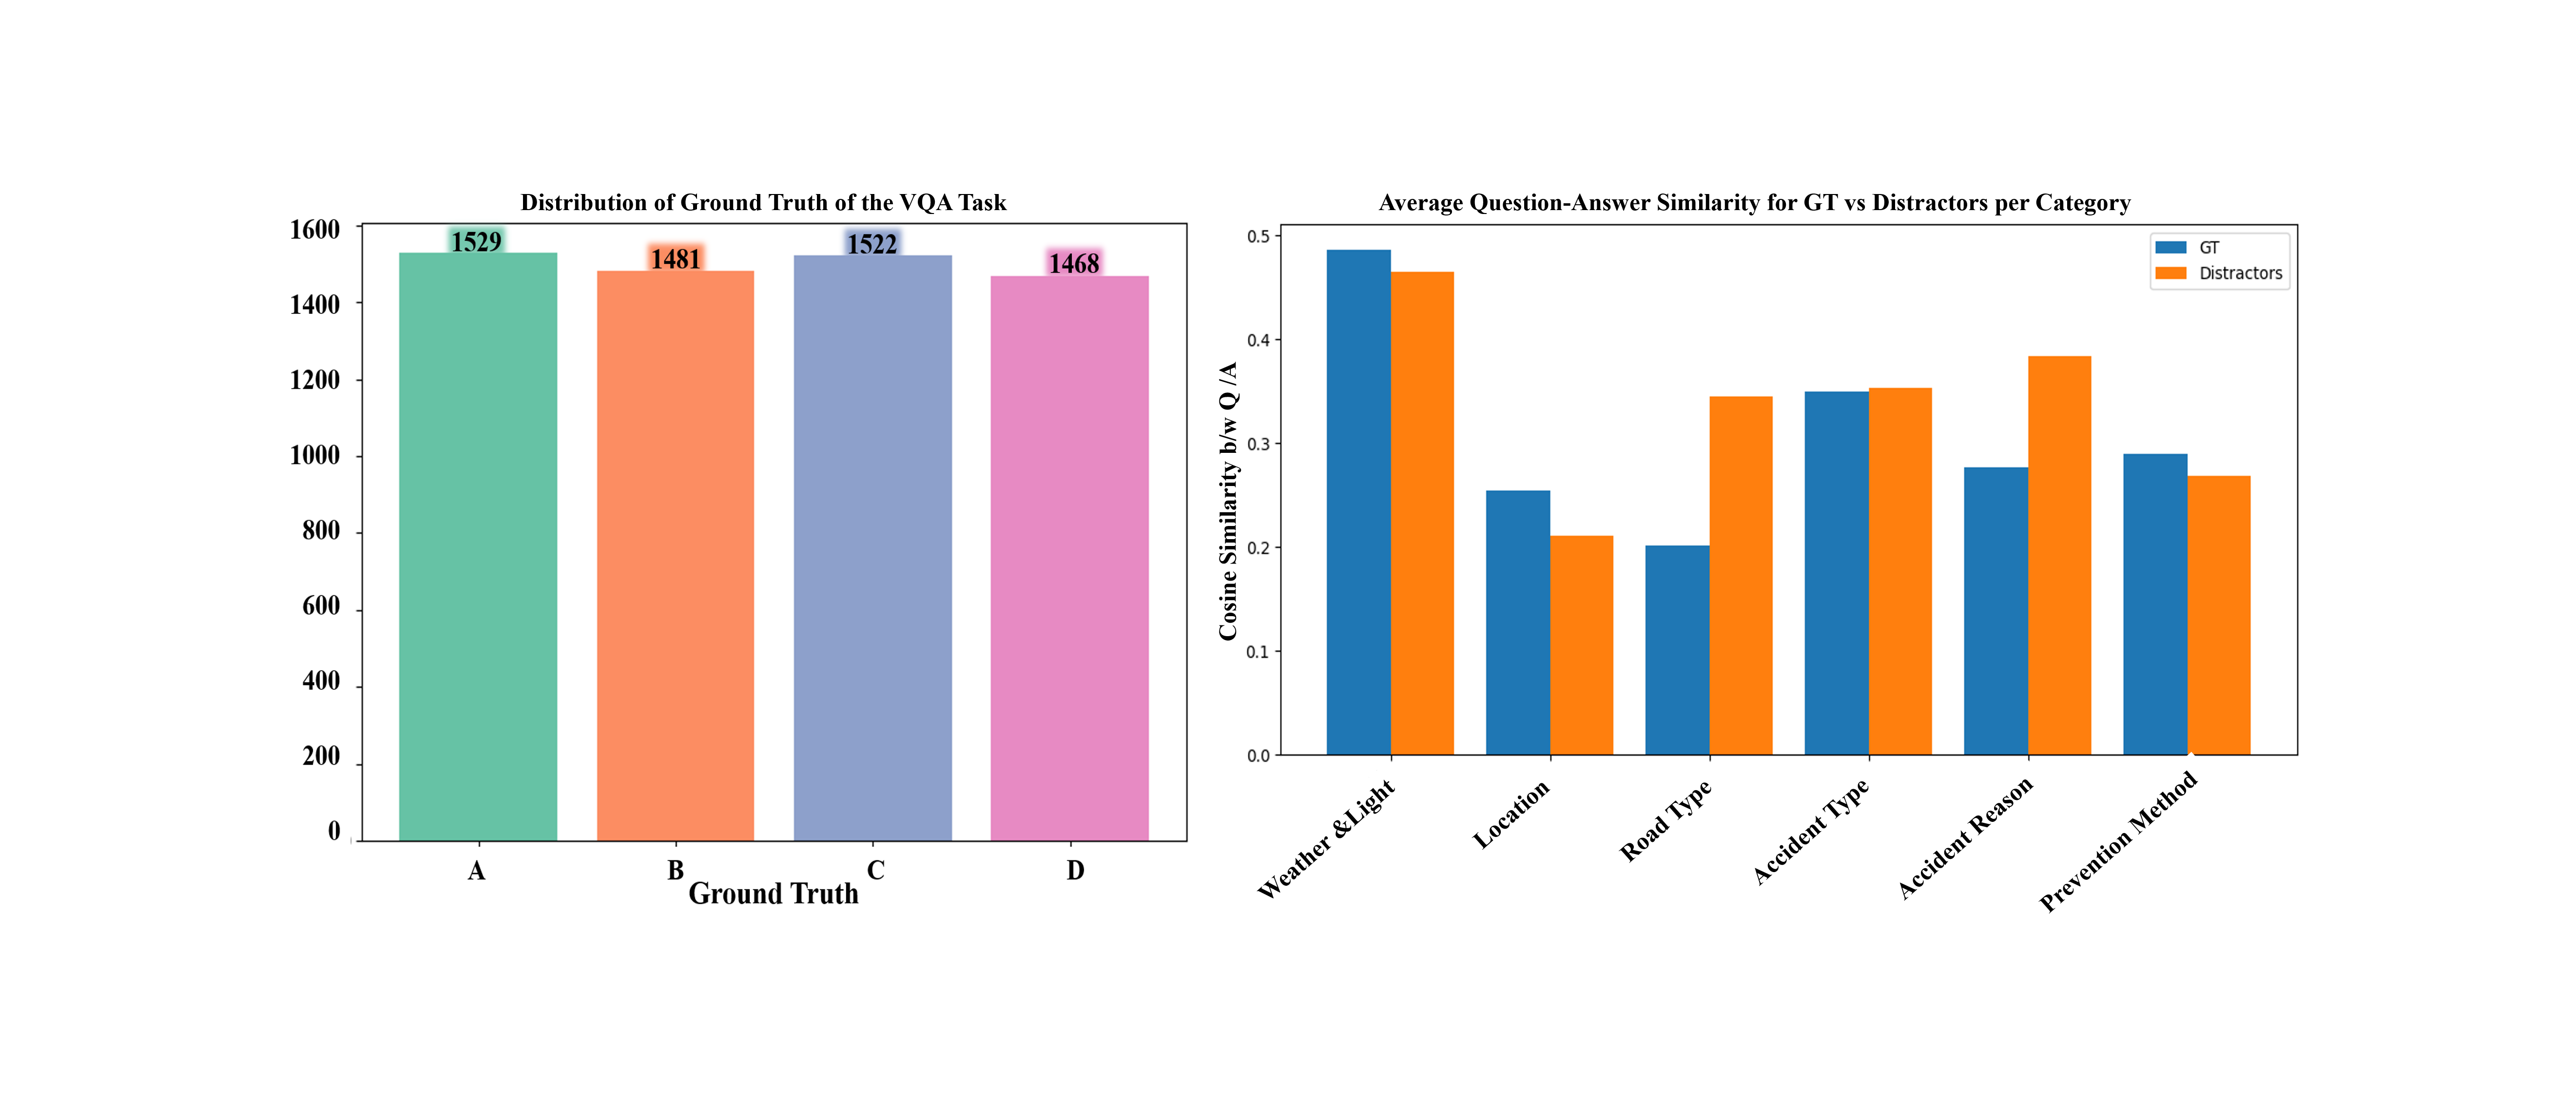 Distribution of Ground Truth of the VQA Task
1600
1400
1200
1000
800
600
400
200
0
1529
1481
1522
1468
A
B
C
D
Ground Truth
Average Question-Answer Similarity for GT vs Distractors per Category
Cosine Similarity b/w Q /A
0.5
0.4
0.3
0.2
0.1
0.0
GT
Distractors
Weather &Light
Location
Road Type
Accident Type
Accident Reason
Prevention Method